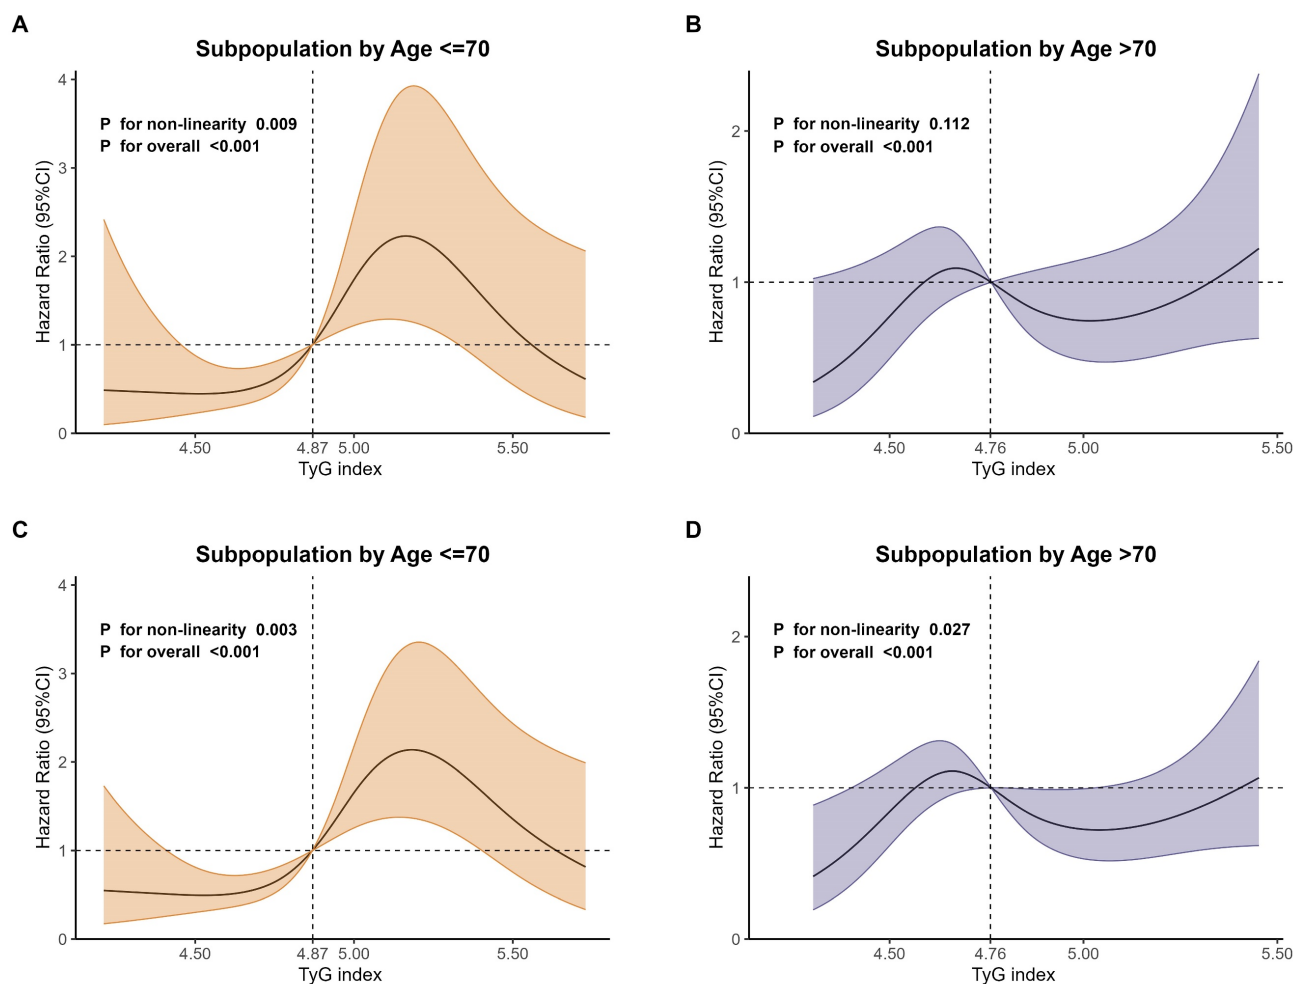 A
Subpopulation by Age <=70
P for non-linearity 0.009
P for overall <0.001
Hazard Ratio (95%CI)
4
3
2
1
0
4.50 4.87 5.00 5.50
TyG index
B
Subpopulation by Age >70
P for non-linearity 0.112
P for overall <0.001
Hazard Ratio (95%CI)
2
1
0
4.50 4.76 5.00 5.50
TyG index
C
Subpopulation by Age <=70
P for non-linearity 0.003
P for overall <0.001
Hazard Ratio (95%CI)
4
3
2
1
0
4.50 4.87 5.00 5.50
TyG index
D
Subpopulation by Age >70
P for non-linearity 0.027
P for overall <0.001
Hazard Ratio (95%CI)
2
1
0
4.50 4.76 5.00 5.50
TyG index